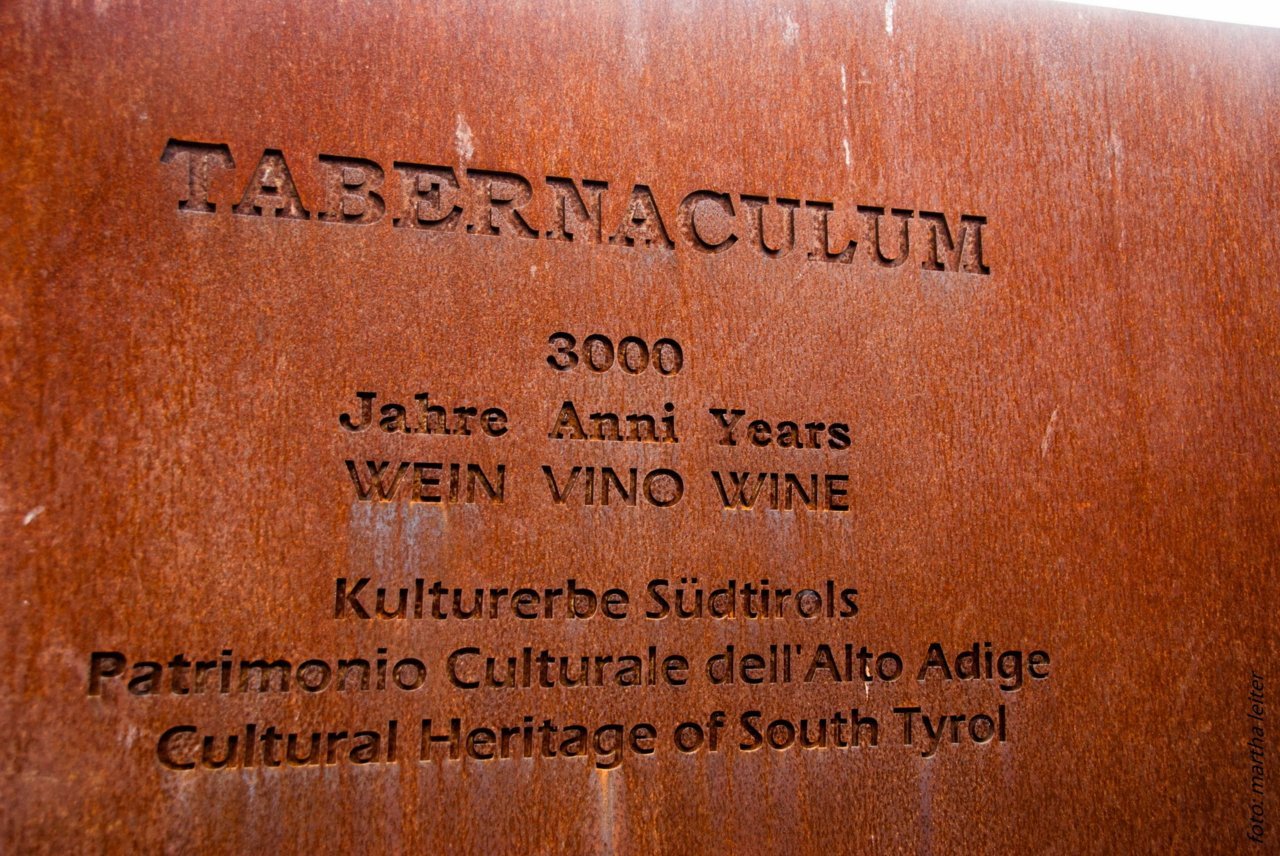 TABERNACULUM
3000
Jahre Anni Years
WEIN VINO WINE
Kulturerbe Südtirols
Patrimonio Culturale dell'Alto Adige
Cultural Heritage of South Tyrol
foto: martha leiter